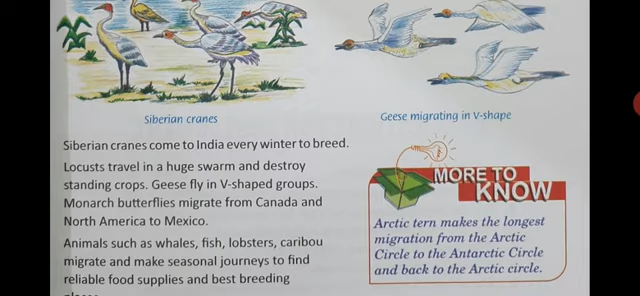 Siberian cranes
Geese migrating in V-shape
Siberian cranes come to India every winter to breed.
Locusts travel in a huge swarm and destroy
standing crops. Geese fly in V-shaped groups.
Monarch butterflies migrate from Canada and
North America to Mexico.
Animals such as whales, fish, lobsters, caribou
migrate and make seasonal journeys to find
reliable food supplies and best breeding
MORE TO
KNOW
Arctic tern makes the longest
migration from the Arctic
Circle to the Antarctic Circle
and back to the Arctic circle.